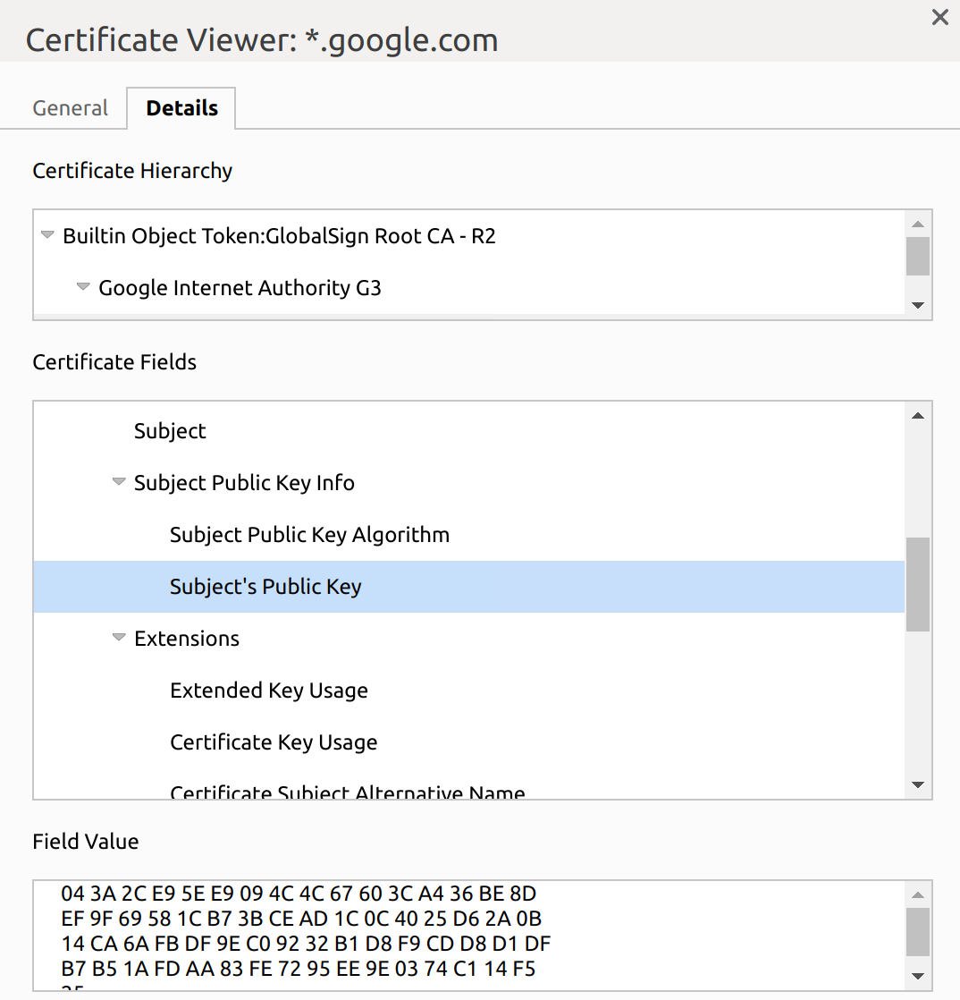 Certificate Viewer: *.google.com
General
Details
Certificate Hierarchy
Builtin Object Token:GlobalSign Root CA - R2
Google Internet Authority G3
Certificate Fields
Subject
Subject Public Key Info
Subject Public Key Algorithm
Subject's Public Key
Extensions
Extended Key Usage
Certificate Key Usage
Certificate Subject Alternative Name
Field Value
04 3A 2C E9 5E E9 09 4C 4C 67 60 3C A4 36 BE 8D
EF 9F 69 58 1C B7 3B CE AD 1C 0C 40 25 D6 2A 0B
14 CA 6A FB DF 9E C0 92 32 B1 D8 F9 CD D8 D1 DF
B7 B5 1A FD AA 83 FE 72 95 EE 9E 03 74 C1 14 F5